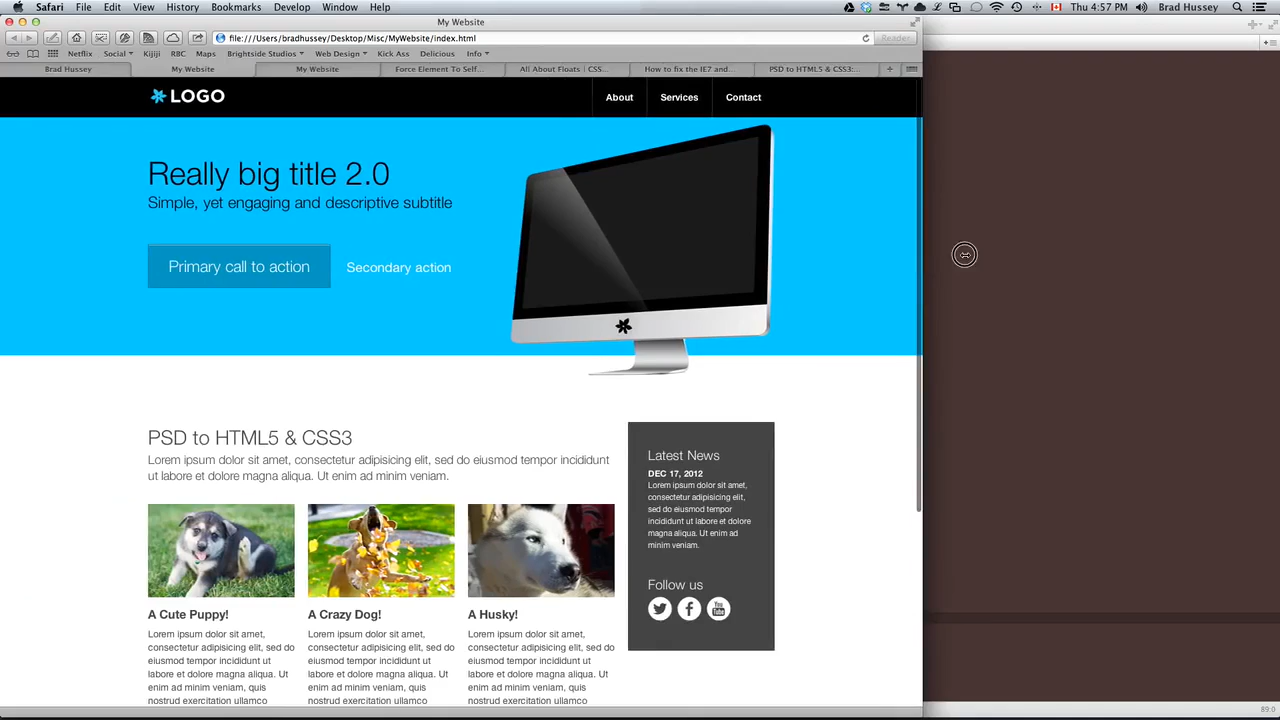 Safari File Edit View History Bookmarks Develop Window Help
Thu 4:57 PM Brad Hussey
My Website
file:///Users/bradhussey/Desktop/Misc/MyWebsite/index.html
Reader
Netflix Social Kijiji RBC Maps Brightside Studios Web Design Kick Ass Delicious Info
Brad Hussey
My Website
My Website
Force Element To Self...
All About Floats | CSS...
How to fix the IE7 and...
PSD to HTML5 & CSS3:...
LOGO
About
Services
Contact
Really big title 2.0
Simple, yet engaging and descriptive subtitle
Primary call to action
Secondary action
PSD to HTML5 & CSS3
Lorem ipsum dolor sit amet, consectetur adipisicing elit, sed do eiusmod tempor incididunt
ut labore et dolore magna aliqua. Ut enim ad minim veniam.
A Cute Puppy!
Lorem ipsum dolor sit amet,
consectetur adipisicing elit, sed do
eiusmod tempor incididunt ut
labore et dolore magna aliqua. Ut
enim ad minim veniam, quis
nostrud exercitation ullamco
A Crazy Dog!
Lorem ipsum dolor sit amet,
consectetur adipisicing elit, sed do
eiusmod tempor incididunt ut
labore et dolore magna aliqua. Ut
enim ad minim veniam, quis
nostrud exercitation ullamco
A Husky!
Lorem ipsum dolor sit amet,
consectetur adipisicing elit, sed do
eiusmod tempor incididunt ut
labore et dolore magna aliqua. Ut
enim ad minim veniam, quis
nostrud exercitation ullamco
Latest News
DEC 17, 2012
Lorem ipsum dolor sit amet,
consectetur adipisicing elit,
sed do eiusmod tempor
incididunt ut labore et dolore
magna aliqua. Ut enim ad
minim veniam.
Follow us
You
Tube
89:0